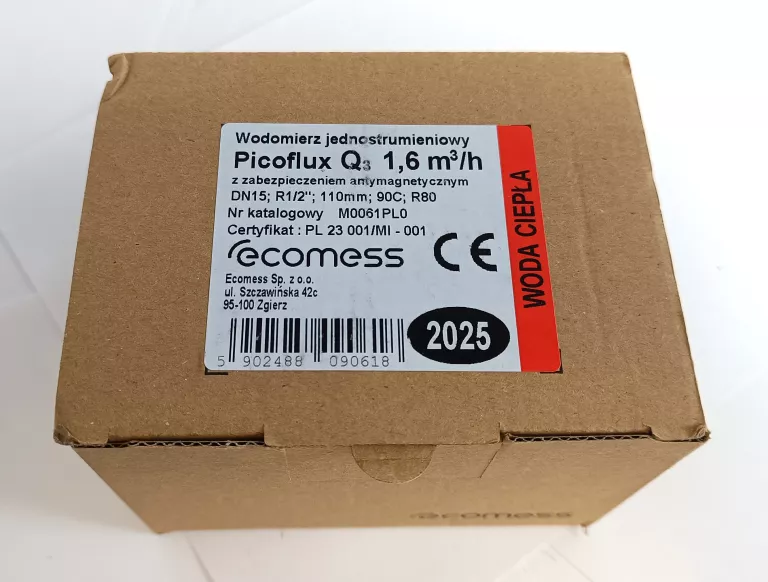 Wodomierz jednostrumieniowy
Picoflux Q₃ 1,6 m³/h
z zabezpieczeniem antymagnetycznym
DN15; R1/2"; 110mm; 90C; R80
Nr katalogowy M0061PL0
Certyfikat : PL 23 001/MI - 001
ecomess CE
Ecomess Sp. z o.o.
ul. Szczawińska 42c
95-100 Zgierz
5 902488 090618
2025
WODA CIEPŁA
ecomess